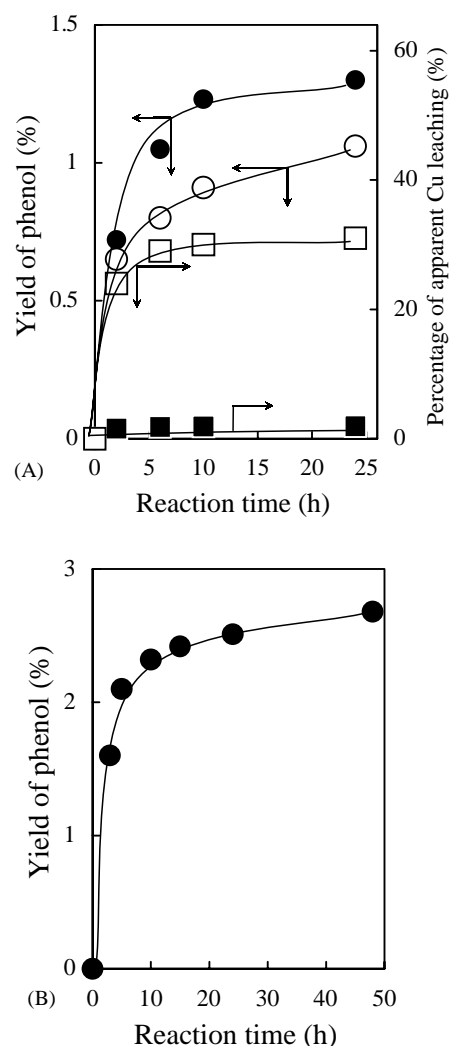 1.5
1
0.5
0
Yield of phenol (%)
60
40
20
0
Percentage of apparent Cu leaching (%)
0 5 10 15 20 25
(A)
Reaction time (h)
3
2
1
0
Yield of phenol (%)
(B)
0 10 20 30 40 50
Reaction time (h)